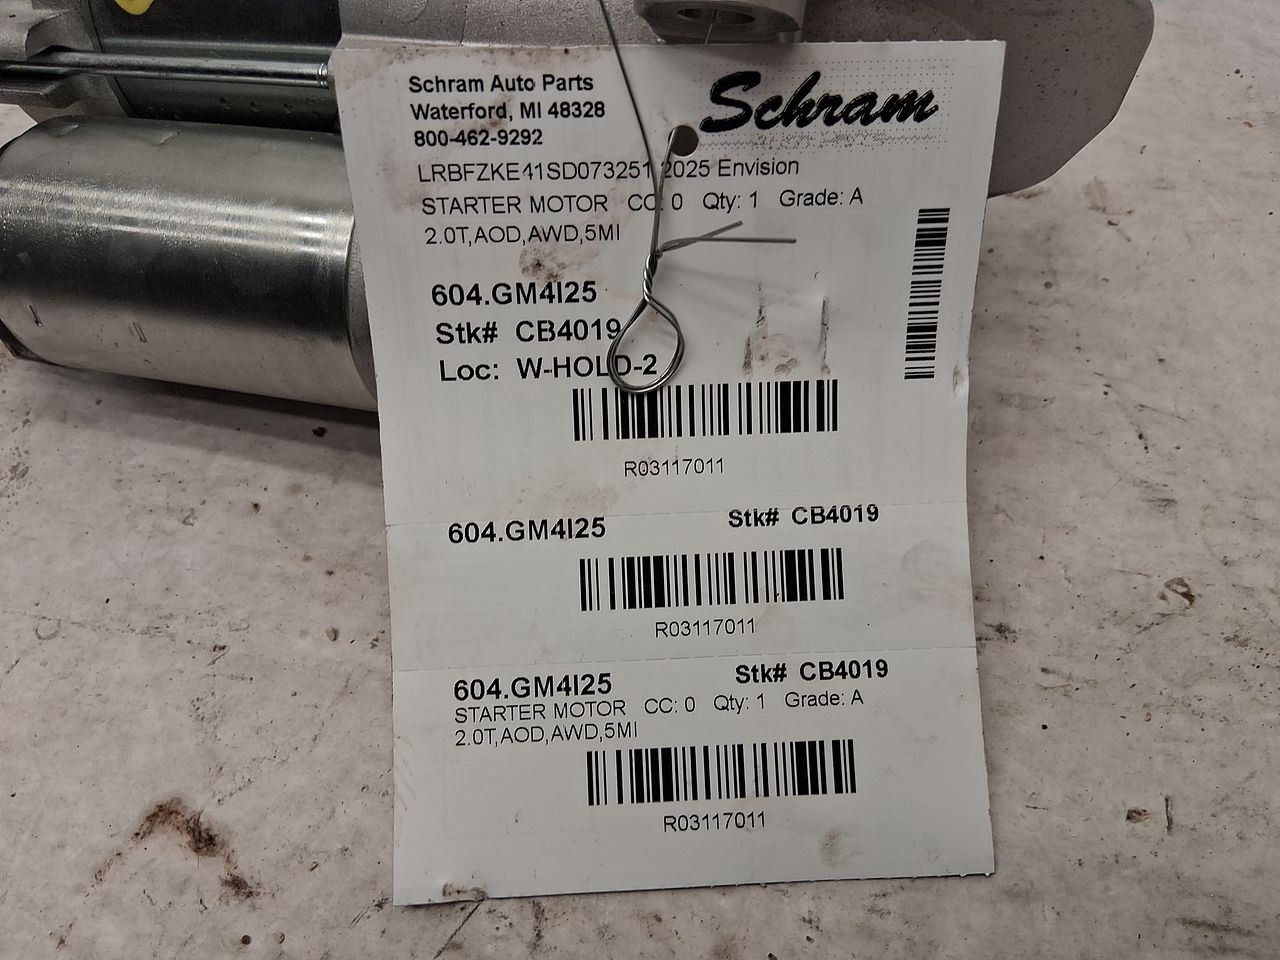 Schram Auto Parts
Waterford, MI 48328
800-462-9292
Schram
LRBFZKE41SD073251 2025 Envision
STARTER MOTOR CC: 0 Qty: 1 Grade: A
2.0T,AOD,AWD,5MI
604.GM4I25
Stk# CB4019
Loc: W-HOLD-2
R03117011
604.GM4I25 Stk# CB4019
R03117011
604.GM4I25 Stk# CB4019
STARTER MOTOR CC: 0 Qty: 1 Grade: A
2.0T,AOD,AWD,5MI
R03117011